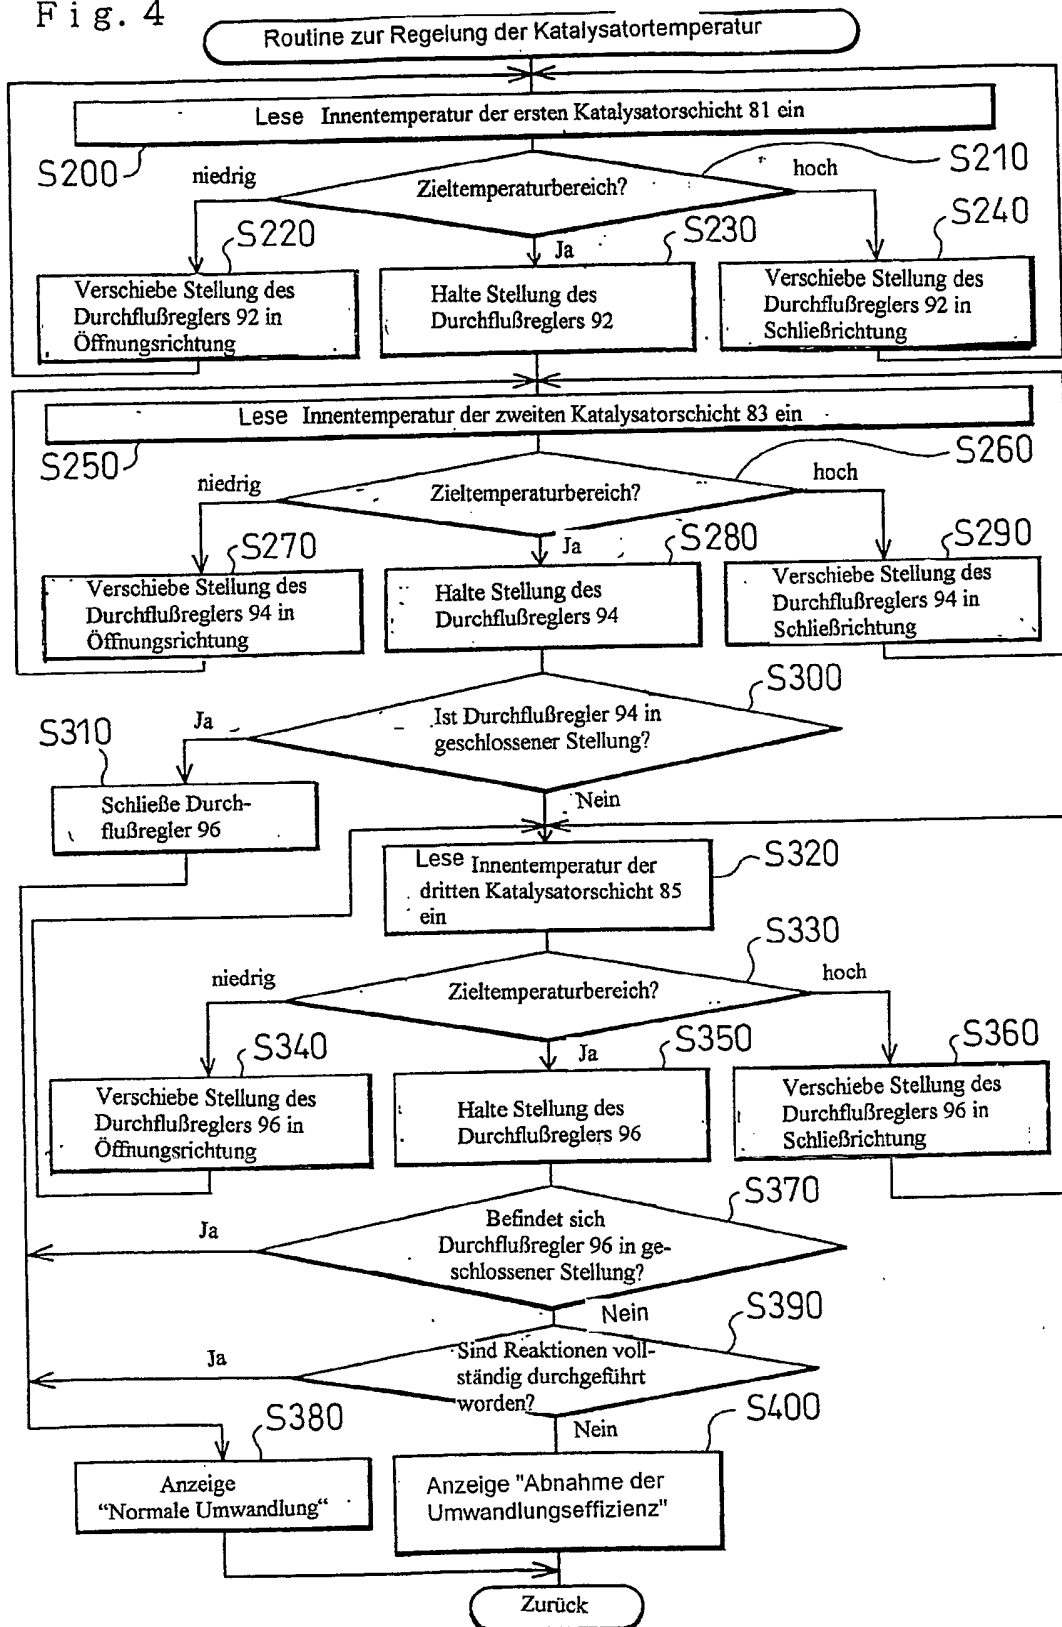 Fig. 4
Routine zur Regelung der Katalysatortemperatur
Lese Innentemperatur der ersten Katalysatorschicht 81 ein
S200
niedrig
Zieltemperaturbereich?
hoch
S210
S220
Ja
S230
S240
Verschiebe Stellung des
Durchflußreglers 92 in
Öffnungsrichtung
Halte Stellung des
Durchflußreglers 92
Verschiebe Stellung des
Durchflußreglers 92 in
Schließrichtung
Lese Innentemperatur der zweiten Katalysatorschicht 83 ein
S250
niedrig
Zieltemperaturbereich?
hoch
S260
S270
Ja
S280
S290
Verschiebe Stellung des
Durchflußreglers 94 in
Öffnungsrichtung
Halte Stellung des
Durchflußreglers 94
Verschiebe Stellung des
Durchflußreglers 94 in
Schließrichtung
S300
Ja
Ist Durchflußregler 94 in
geschlossener Stellung?
S310
Nein
Schließe Durch-
flußregler 96
Lese Innentemperatur der
dritten Katalysatorschicht 85
ein
S320
S330
niedrig
Zieltemperaturbereich?
hoch
S340
Ja
S350
S360
Verschiebe Stellung des
Durchflußreglers 96 in
Öffnungsrichtung
Halte Stellung des
Durchflußreglers 96
Verschiebe Stellung des
Durchflußreglers 96 in
Schließrichtung
S370
Ja
Befindet sich
Durchflußregler 96 in ge-
schlossener Stellung?
Nein
S390
Ja
Sind Reaktionen voll-
ständig durchgeführt
worden?
S380
Nein
S400
Anzeige
“Normale Umwandlung“
Anzeige "Abnahme der
Umwandlungseffizienz"
Zurück